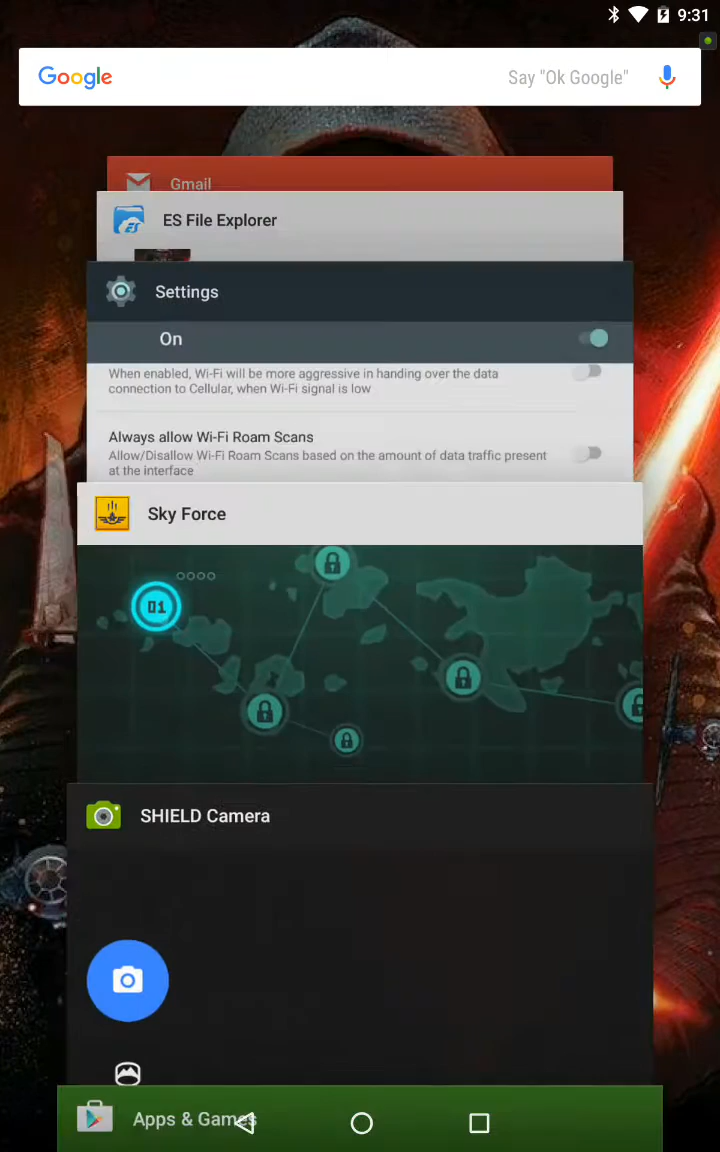 9:31
Google
Say "Ok Google"
Gmail
ES File Explorer
Settings
On
When enabled, Wi-Fi will be more aggressive in handing over the data
connection to Cellular, when Wi-Fi signal is low
Always allow Wi-Fi Roam Scans
Allow/Disallow Wi-Fi Roam Scans based on the amount of data traffic present
at the interface
Sky Force
01
SHIELD Camera
Apps & Games